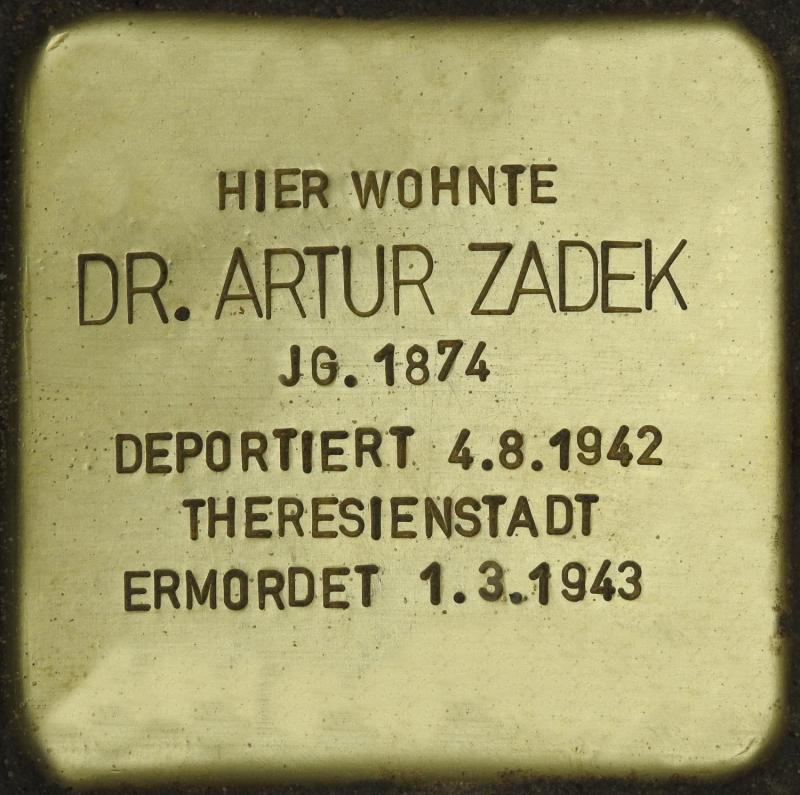 HIER WOHNTE
DR. ARTUR ZADEK
JG. 1874
DEPORTIERT 4.8.1942
THERESIENSTADT
ERMORDET 1.3.1943